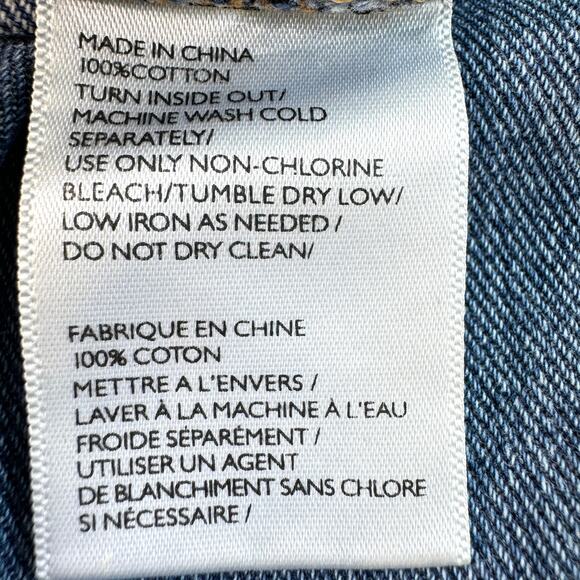 MADE IN CHINA
100%COTTON
TURN INSIDE OUT/
MACHINE WASH COLD
SEPARATELY/
USE ONLY NON-CHLORINE
BLEACH/TUMBLE DRY LOW/
LOW IRON AS NEEDED /
DO NOT DRY CLEAN/
FABRIQUE EN CHINE
100% COTON
METTRE A L'ENVERS /
LAVER À LA MACHINE À L'EAU
FROIDE SÉPARÉMENT /
UTILISER UN AGENT
DE BLANCHIMENT SANS CHLORE
SI NÉCESSAIRE /